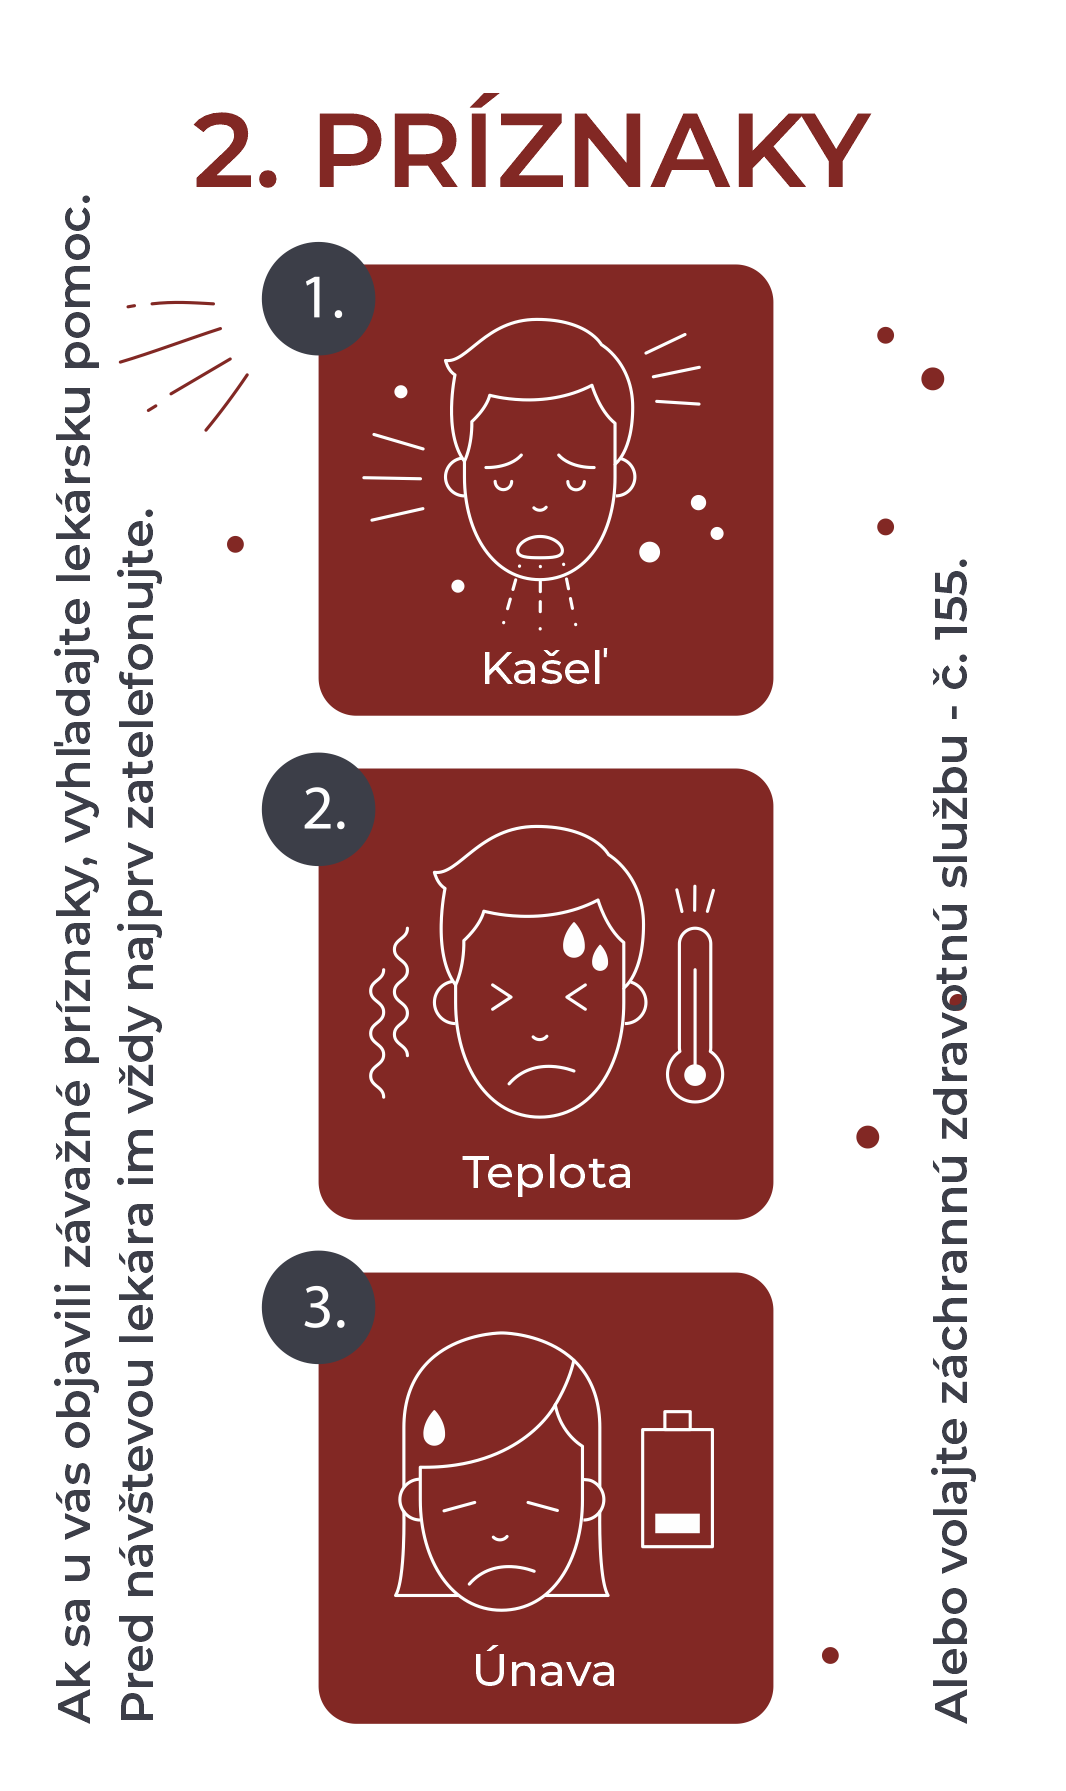 2. PRÍZNAKY
Ak sa u vás objavili závažné príznaky, vyhľadajte lekársku pomoc.
Pred návštevou lekára im vždy najprv zatelefonujte.
1.
Kašeľ
2.
Teplota
3.
Únava
Alebo volajte záchrannú zdravotnú službu - č. 155.